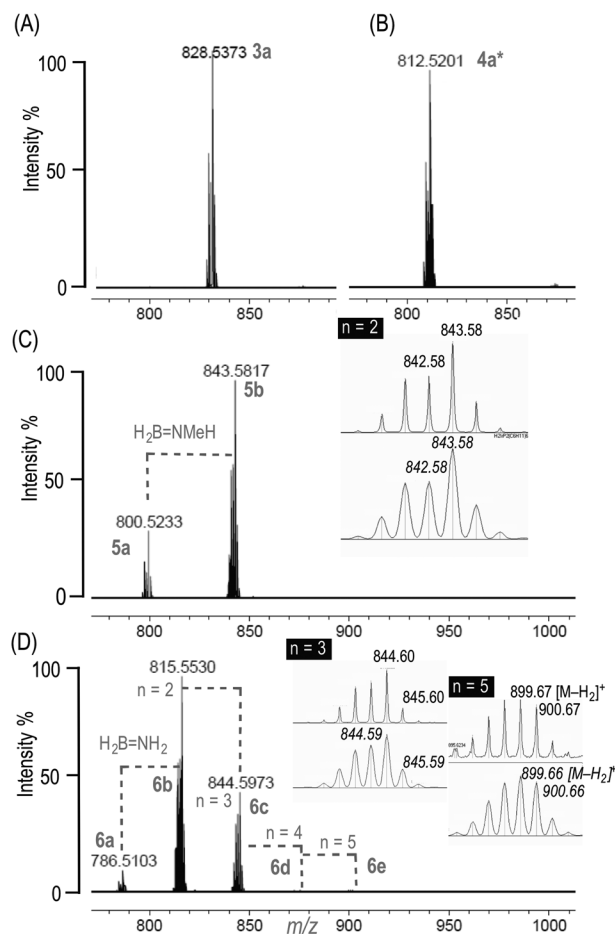 (A)
(B)
828.5373 3a
812.5201 4a*
Intensity %
100
50
0
800
850
800
850
(C)
843.5817
5b
H₂B=NMeH
800.5233
5a
Intensity %
100
50
0
800
850
900
950
1000
n = 2
843.58
842.58
843.58
842.58
(D)
815.5530
n = 2
H₂B=NH₂
6b
n = 3
844.5973
6c
6a
786.5103
n = 4
6d
n = 5
6e
Intensity %
100
50
0
800
850
900
950
1000
m/z
n = 3
844.60
845.60
844.59
845.59
n = 5
899.67 [M–H₂]⁺
900.67
899.66 [M–H₂]⁺
900.66